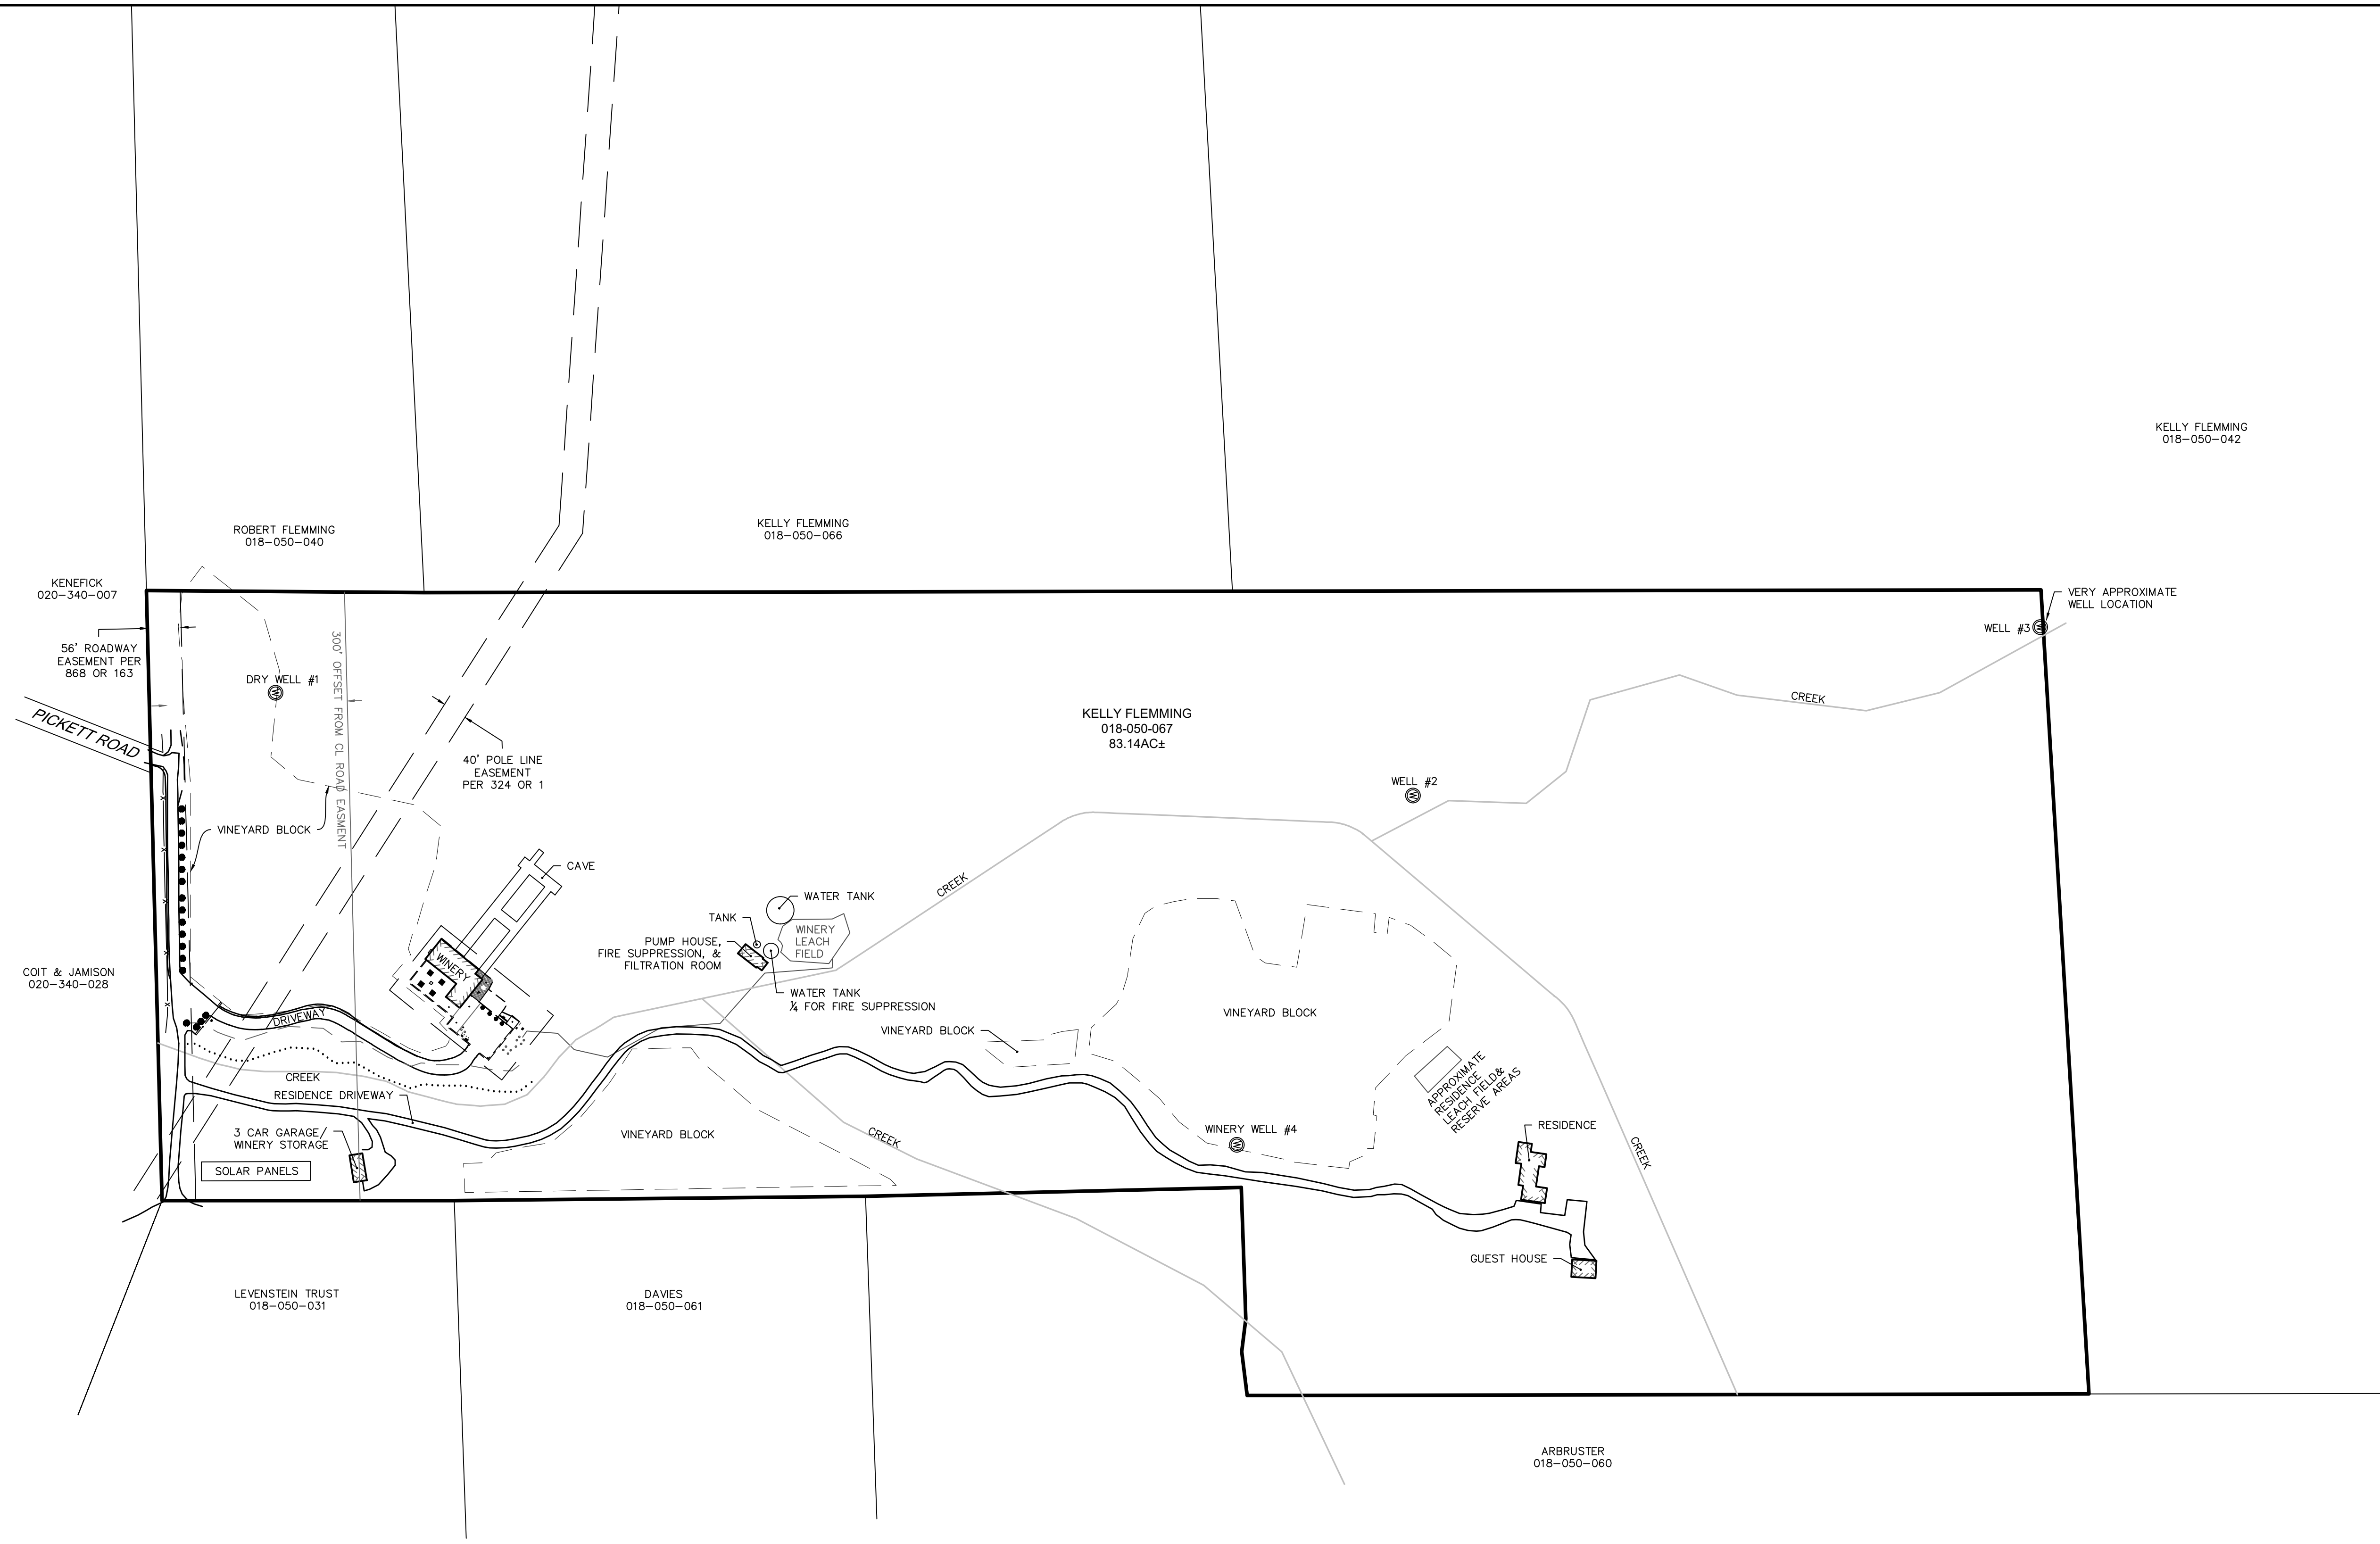 KELLY FLEMMING
018-050-042
ROBERT FLEMMING
018-050-040
KELLY FLEMMING
018-050-066
KENEFICK
020-340-007
56' ROADWAY
EASEMENT PER
868 OR 163
PICKETT ROAD
DRY WELL #1
300' OFFSET FROM CL ROAD EASMENT
40' POLE LINE
EASEMENT
PER 324 OR 1
KELLY FLEMMING
018-050-067
83.14AC±
VERY APPROXIMATE
WELL LOCATION
WELL #3
CREEK
WELL #2
VINEYARD BLOCK
CAVE
WINERY
WATER TANK
TANK
WINERY
LEACH
FIELD
PUMP HOUSE,
FIRE SUPPRESSION, &
FILTRATION ROOM
WATER TANK
¼ FOR FIRE SUPPRESSION
CREEK
COIT & JAMISON
020-340-028
DRIVEWAY
CREEK
RESIDENCE DRIVEWAY
3 CAR GARAGE/
WINERY STORAGE
SOLAR PANELS
VINEYARD BLOCK
CREEK
VINEYARD BLOCK
VINEYARD BLOCK
WINERY WELL #4
APPROXIMATE
RESIDENCE
LEACH FIELD&
RESERVE AREAS
RESIDENCE
CREEK
GUEST HOUSE
LEVENSTEIN TRUST
018-050-031
DAVIES
018-050-061
ARBRUSTER
018-050-060